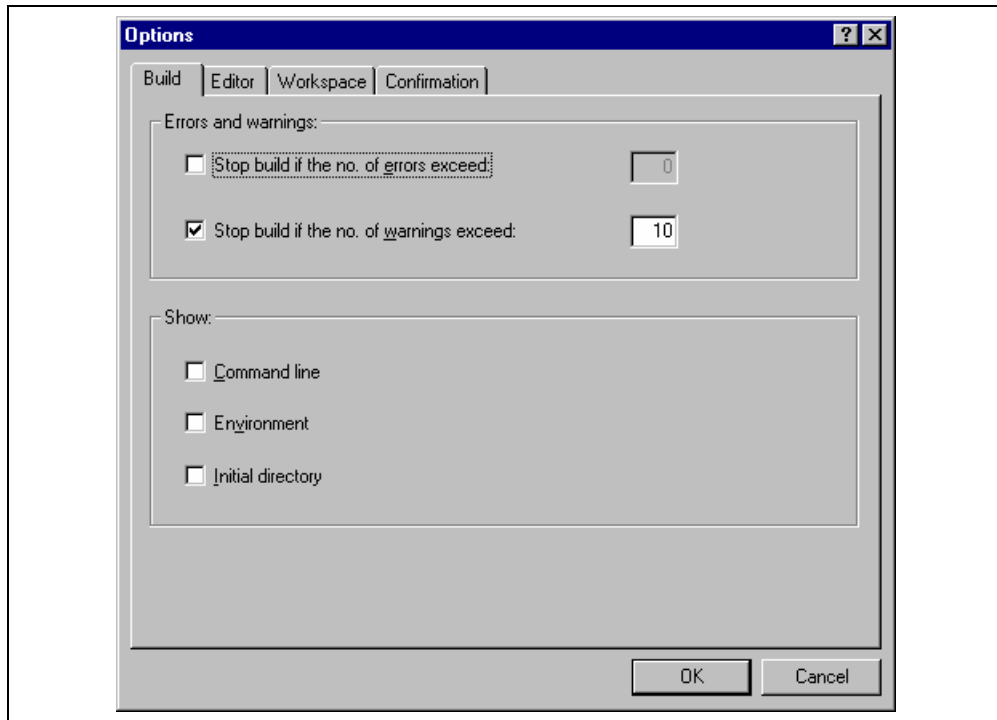 Options
Build Editor Workspace Confirmation
Errors and warnings:
Stop build if the no. of errors exceed: 0
Stop build if the no. of warnings exceed: 10
Show:
Command line
Environment
Initial directory
OK Cancel